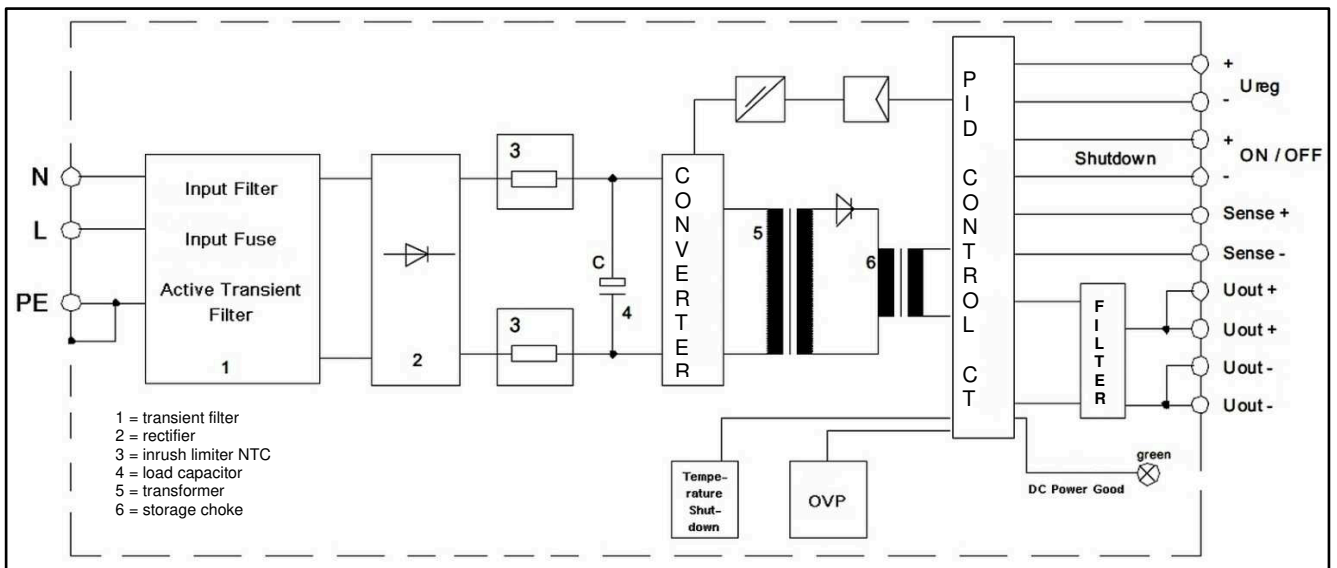 N
L
PE
Input Filter
Input Fuse
Active Transient
Filter
1
2
3
3
C
4
CONVERTER
5
6
PID CONTROL CT
+
Ureg
-
+
Shutdown
ON / OFF
-
Sense +
Sense -
Uout +
Uout +
Uout -
Uout -
FILTER
green
DC Power Good
Tempe-
rature
Shut-
down
OVP
1 = transient filter
2 = rectifier
3 = inrush limiter NTC
4 = load capacitor
5 = transformer
6 = storage choke